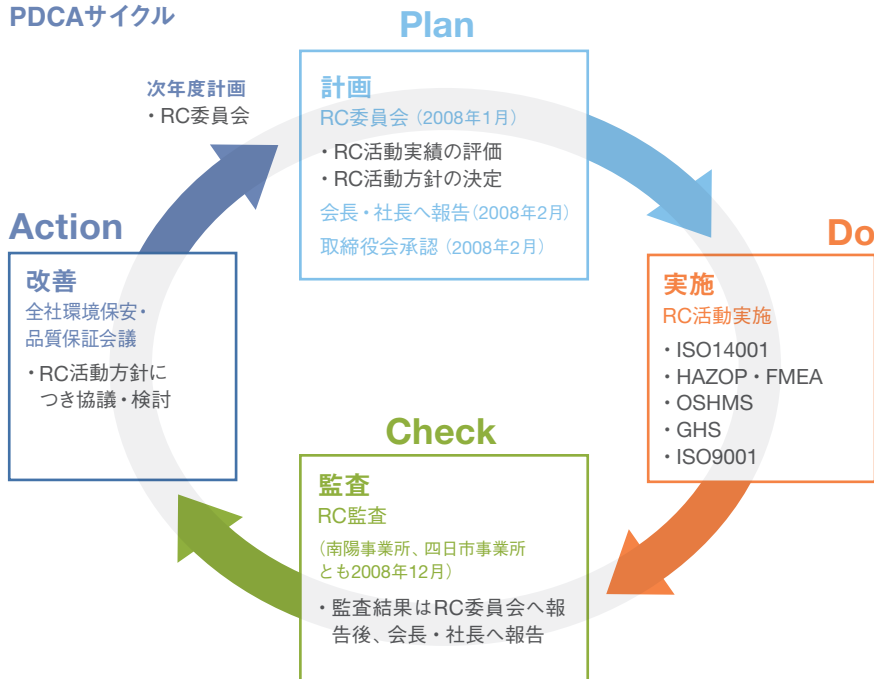 PDCAサイクル
Plan
計画
RC委員会（2008年1月）
・RC活動実績の評価
・RC活動方針の決定
会長・社長へ報告（2008年2月）
取締役会承認（2008年2月）
Do
実施
RC活動実施
・ISO14001
・HAZOP・FMEA
・OSHMS
・GHS
・ISO9001
Check
監査
RC監査
（南陽事業所、四日市事業所
とも2008年12月）
・監査結果はRC委員会へ報
告後、会長・社長へ報告
Action
改善
全社環境保安・
品質保証会議
・RC活動方針に
つき協議・検討
次年度計画
・RC委員会